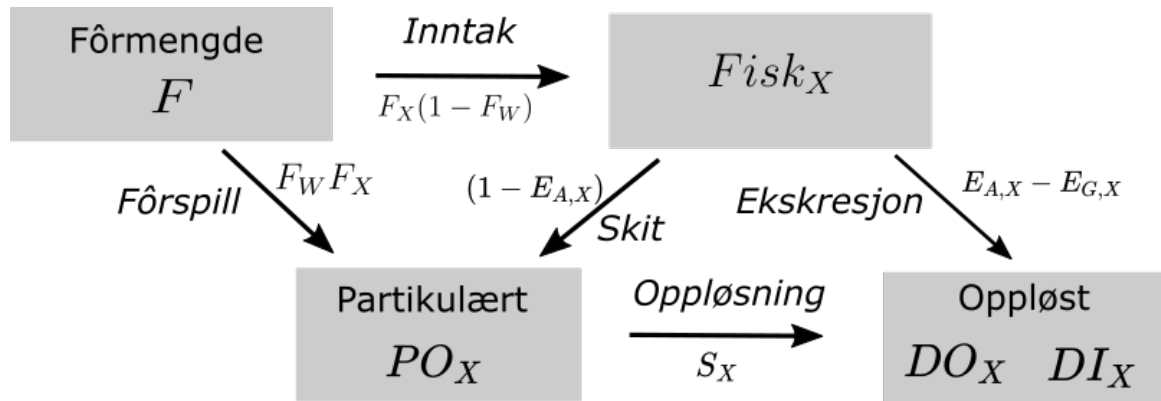 Fôrmengde
F
Inntak
F_X(1 − F_W)
Fisk_X
Fôrspill
F_W F_X
(1 − E_{A,X})
Skit
Ekskresjon
E_{A,X} − E_{G,X}
Partikulært
PO_X
Oppløsning
S_X
Oppløst
DO_X DI_X